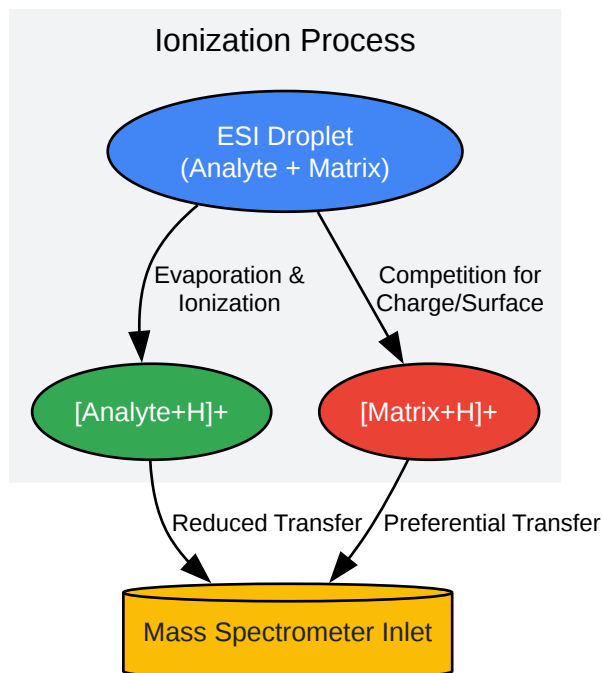 Ionization Process
ESI Droplet
(Analyte + Matrix)
Evaporation &
Ionization
Competition for
Charge/Surface
[Analyte+H]+
[Matrix+H]+
Reduced Transfer
Preferential Transfer
Mass Spectrometer Inlet